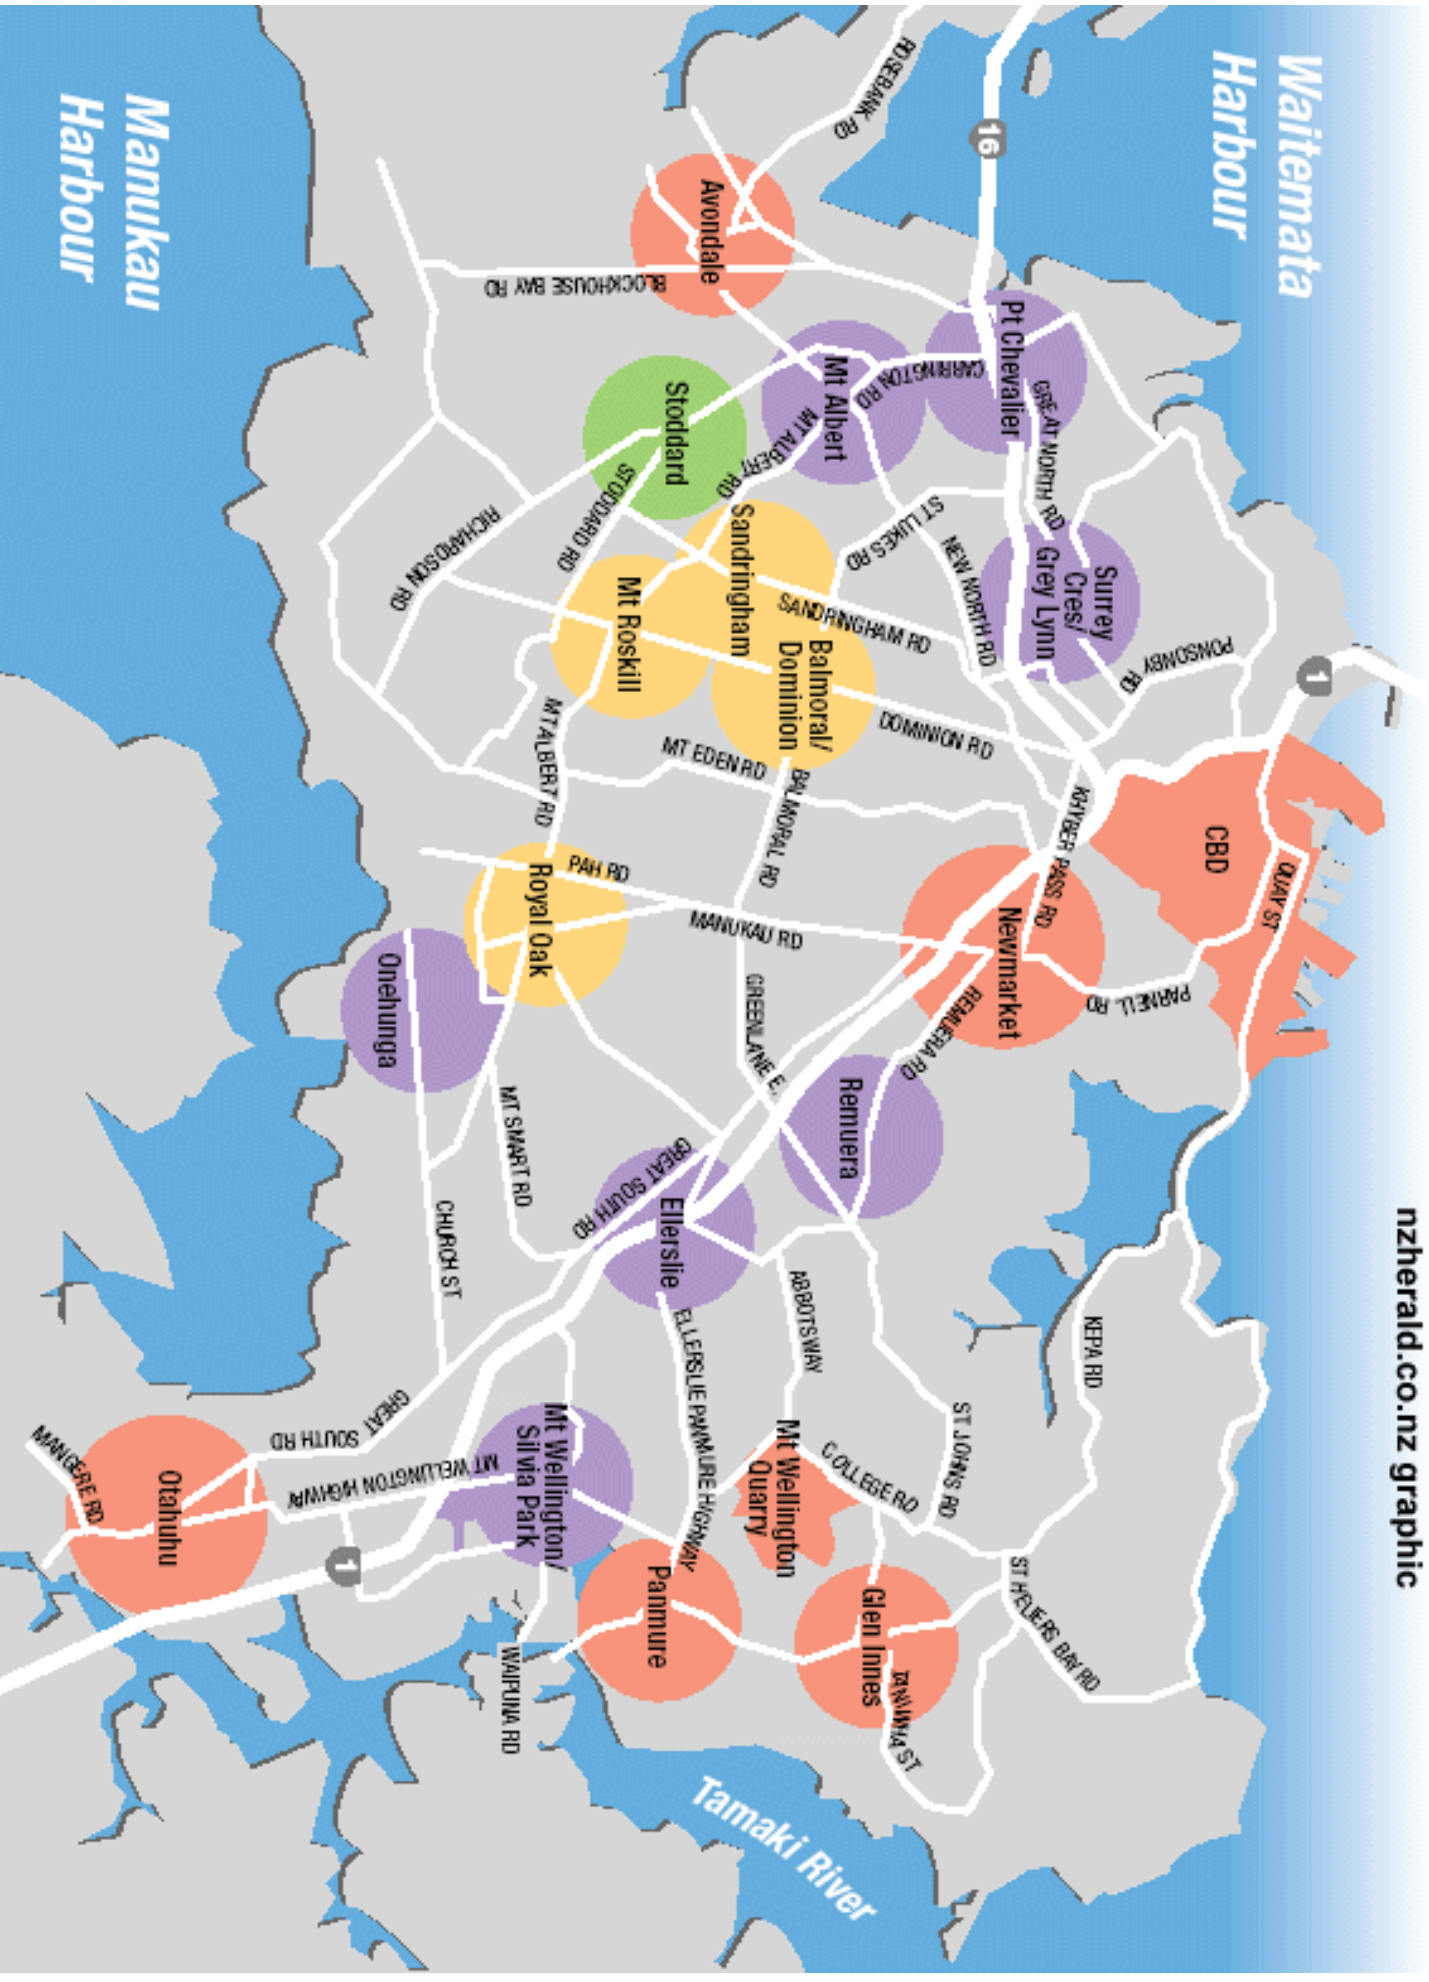 Waitemata
Harbour
Manukau
Harbour
Tamaki River
nzherald.co.nz graphic
16
1
1
ROSEBANK RD
Avondale
BLOCKHOUSE BAY RD
Pt Chevalier
GREAT NORTH RD
CARRINGTON RD
Mt Albert
MT ALBERT RD
Stoddard
STODDARD RD
RICHARDSON RD
Sandringham
SANDRINGHAM RD
ST LUKES RD
NEW NORTH RD
Surrey
Cres/
Grey Lynn
PONSONBY RD
Mt Roskill
Balmoral/
Dominion
DOMINION RD
MT EDEN RD
BALMORAL RD
MT ALBERT RD
KHYBER PASS RD
CBD
QUAY ST
PARNELL RD
Newmarket
REMUERA RD
Remuera
MANUKAU RD
PAH RD
Royal Oak
GREENLANE E.
Onehunga
MT SMART RD
CHURCH ST
GREAT SOUTH RD
Ellerslie
ELLERSLIE PANMURE HIGHWAY
ABBOTSWAY
KEPA RD
ST JOHNS RD
COLLEGE RD
Mt Wellington
Quarry
ST HELIERS BAY RD
Glen Innes
TANIWHA ST
Panmure
Mt Wellington/
Silvia Park
MT WELLINGTON HIGHWAY
WAIPUNA RD
GREAT
SOUTH RD
Otahuhu
MANGERE RD